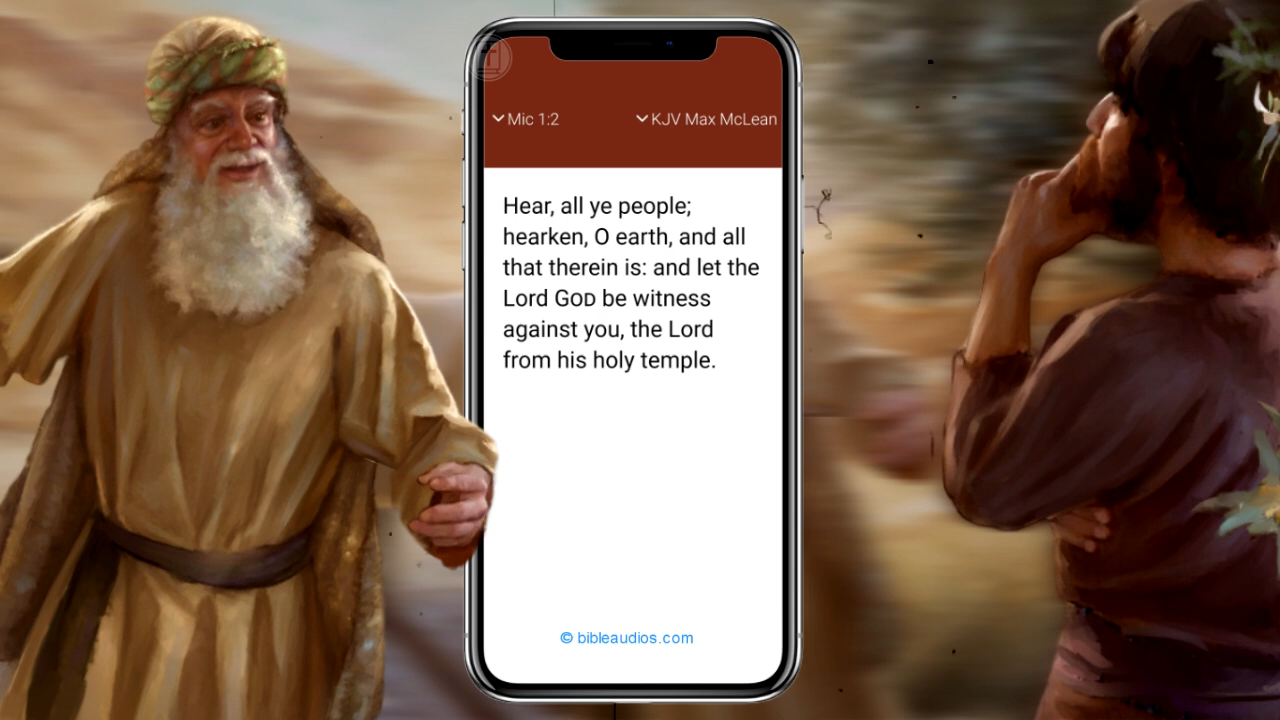 Mic 1:2 KJV Max McLean
Hear, all ye people;
hearken, O earth, and all
that therein is: and let the
Lord GOD be witness
against you, the Lord
from his holy temple.
© bibleaudios.com